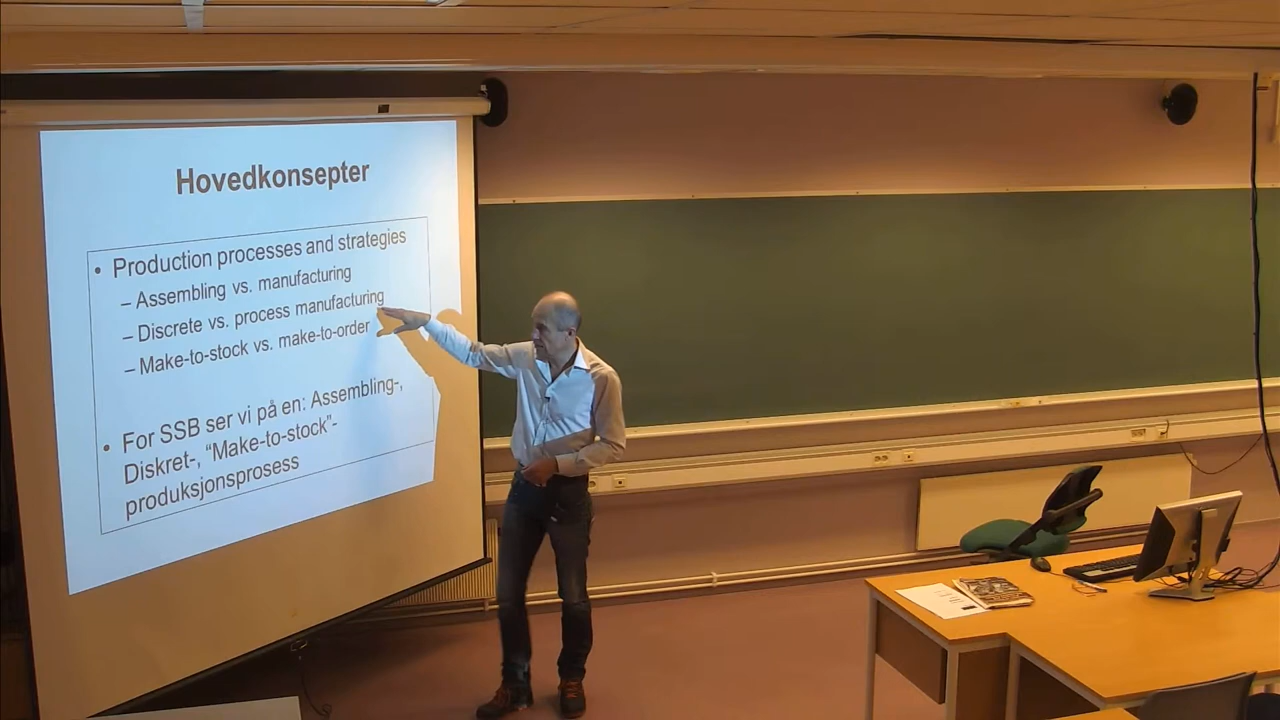 Hovedkonsepter
• Production processes and strategies
– Assembling vs. manufacturing
– Discrete vs. process manufacturing
– Make-to-stock vs. make-to-order
• For SSB ser vi på en: Assembling-,
Diskret-, “Make-to-stock”-
produksjonsprosess